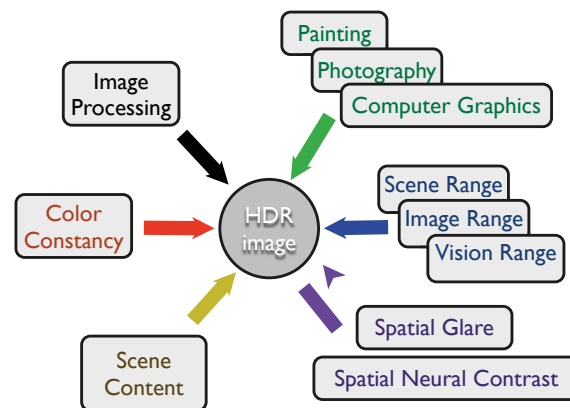 Painting
Photography
Computer Graphics
Image
Processing
Scene Range
Image Range
Vision Range
Color
Constancy
HDR
image
Spatial Glare
Scene
Content
Spatial Neural Contrast